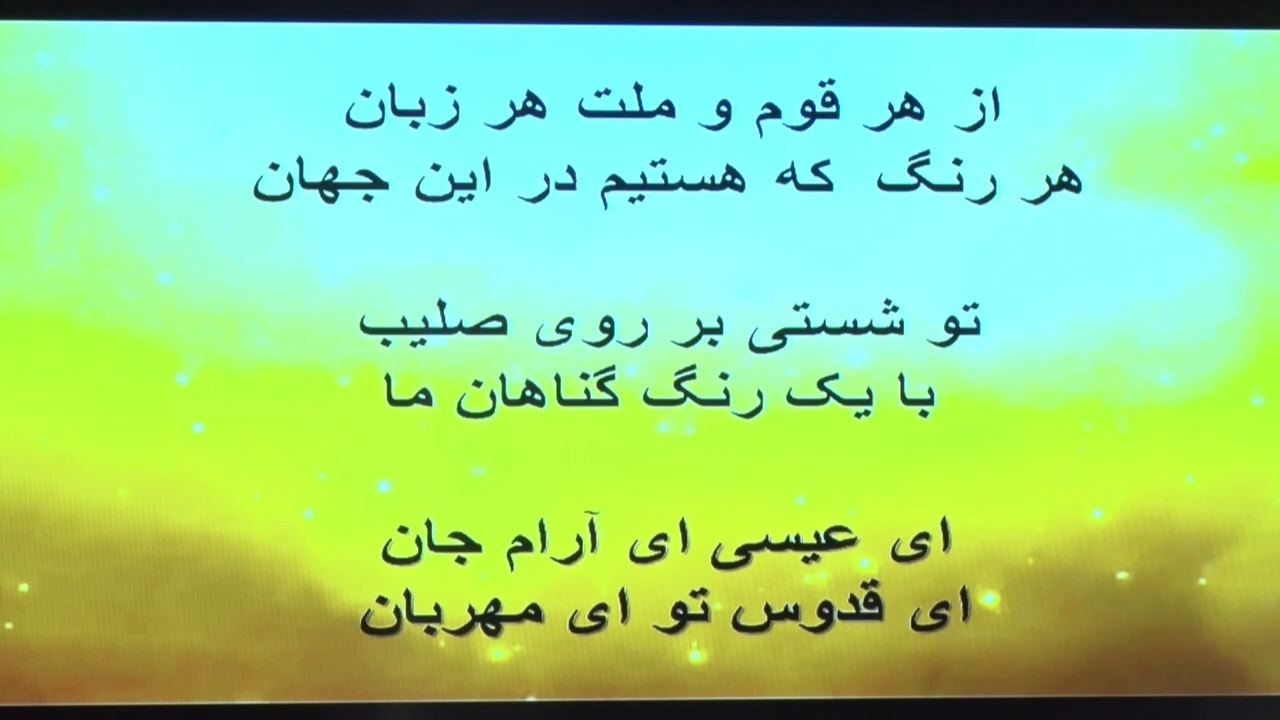 از هر قوم و ملت هر زبان
هر رنگ که هستیم در این جهان
تو شستی بر روی صلیب
با یک رنگ گناهان ما
ای عیسی ای آرام جان
ای قدوس تو ای مهربان